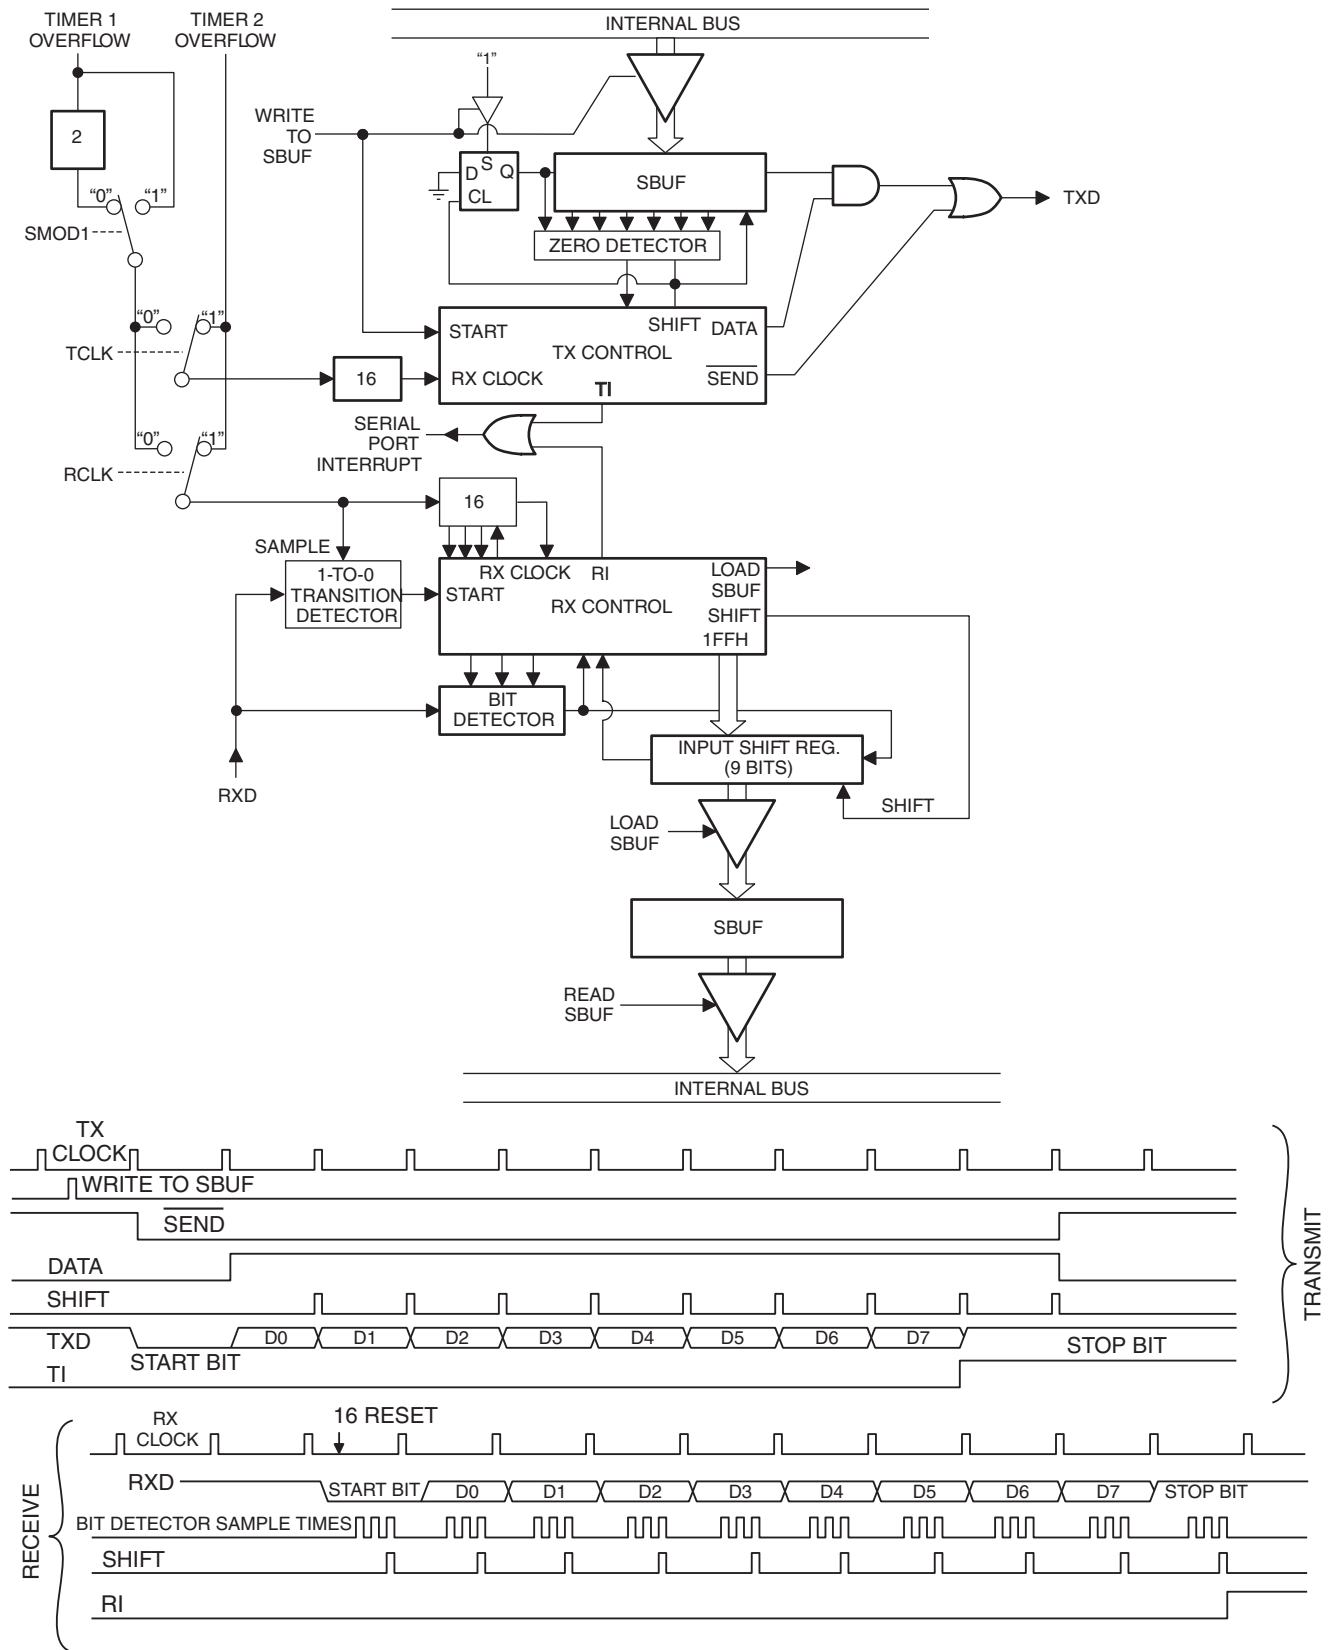 TIMER 1
OVERFLOW
TIMER 2
OVERFLOW
INTERNAL BUS
“1”
WRITE
TO
SBUF
2
D S Q
CL
SBUF
TXD
“0” “1”
SMOD1
ZERO DETECTOR
“0” “1”
TCLK
START
SHIFT
DATA
TX CONTROL
16
RX CLOCK
TI
SEND
SERIAL
PORT
INTERRUPT
“0” “1”
RCLK
16
SAMPLE
1-TO-0
TRANSITION
DETECTOR
RX CLOCK
RI
LOAD
SBUF
START
RX CONTROL
SHIFT
1FFH
BIT
DETECTOR
INPUT SHIFT REG.
(9 BITS)
RXD
SHIFT
LOAD
SBUF
SBUF
READ
SBUF
INTERNAL BUS
TX
CLOCK
WRITE TO SBUF
SEND
DATA
SHIFT
TXD
D0 D1 D2 D3 D4 D5 D6 D7
START BIT
STOP BIT
TI
TRANSMIT
RX
CLOCK
16 RESET
RXD
START BIT D0 D1 D2 D3 D4 D5 D6 D7 STOP BIT
BIT DETECTOR SAMPLE TIMES
SHIFT
RI
RECEIVE